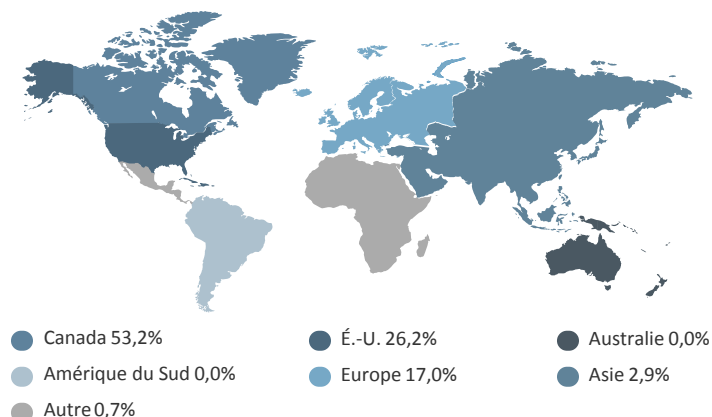 Canada 53,2%
É.-U. 26,2%
Australie 0,0%
Amérique du Sud 0,0%
Europe 17,0%
Asie 2,9%
Autre 0,7%